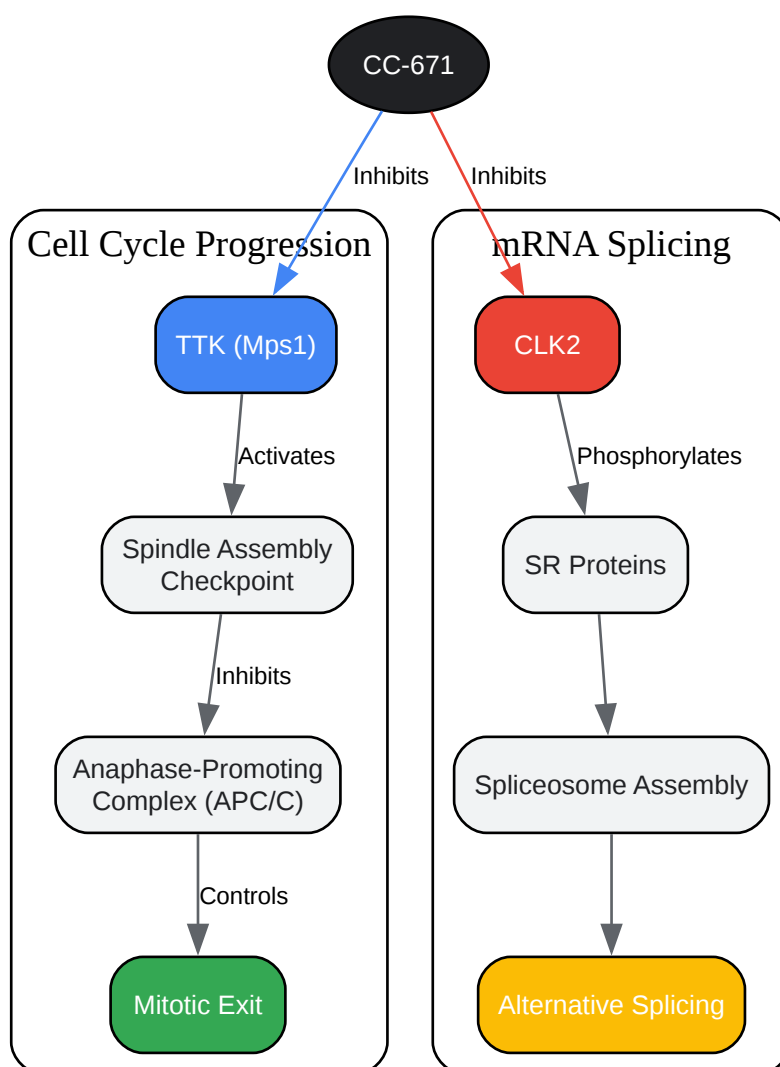 CC-671
Inhibits
Inhibits
Cell Cycle Progression
mRNA Splicing
TTK (Mps1)
CLK2
Activates
Phosphorylates
Spindle Assembly
Checkpoint
SR Proteins
Inhibits
Anaphase-Promoting
Complex (APC/C)
Spliceosome Assembly
Controls
Mitotic Exit
Alternative Splicing